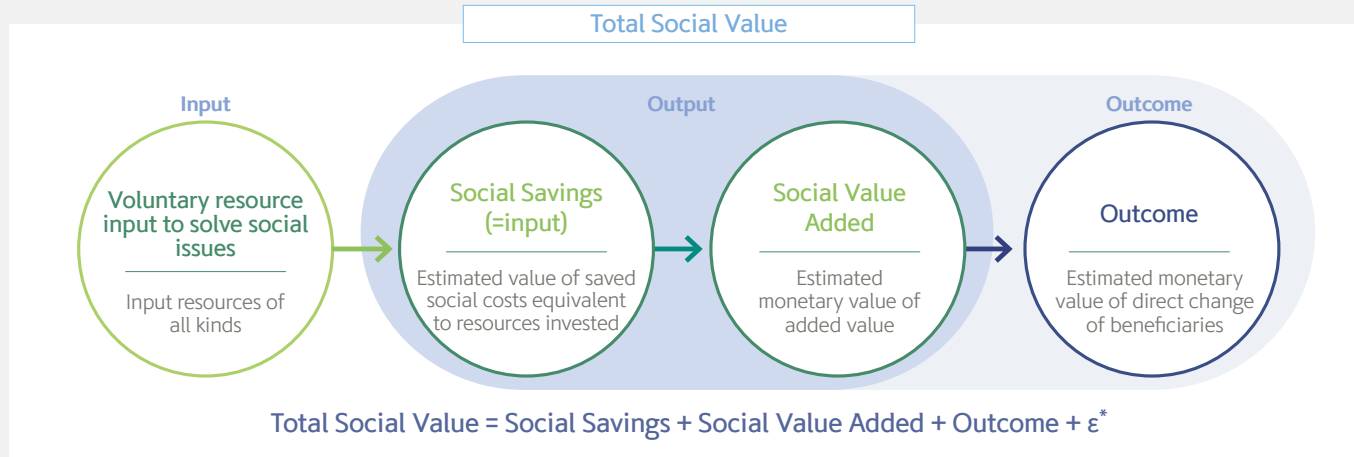 Total Social Value
Input
Output
Outcome
Voluntary resource
input to solve social
issues
Input resources of
all kinds
Social Savings
(=input)
Estimated value of saved
social costs equivalent
to resources invested
Social Value
Added
Estimated
monetary value of
added value
Outcome
Estimated monetary
value of direct change
of beneficiaries
Total Social Value = Social Savings + Social Value Added + Outcome + ε*